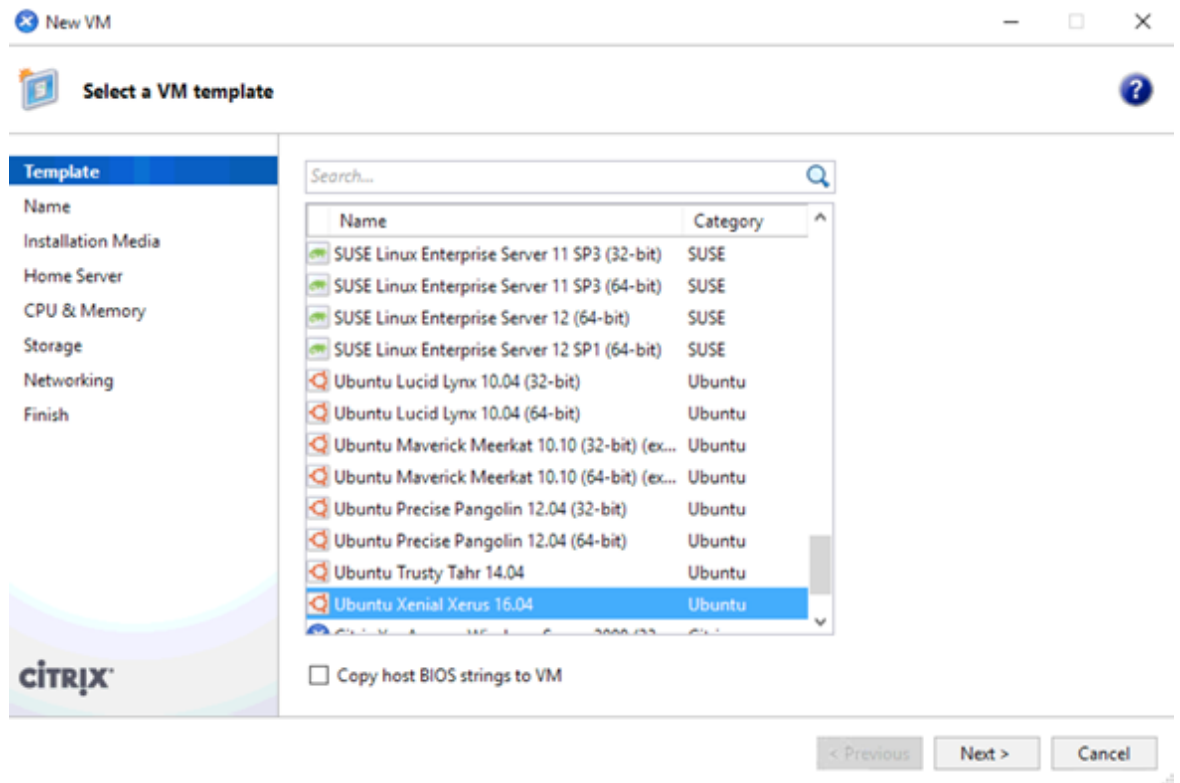 New VM
Select a VM template
?
Template
Name
Installation Media
Home Server
CPU & Memory
Storage
Networking
Finish
CİTRIX
Search...
Name Category
SUSE Linux Enterprise Server 11 SP3 (32-bit) SUSE
SUSE Linux Enterprise Server 11 SP3 (64-bit) SUSE
SUSE Linux Enterprise Server 12 (64-bit) SUSE
SUSE Linux Enterprise Server 12 SP1 (64-bit) SUSE
Ubuntu Lucid Lynx 10.04 (32-bit) Ubuntu
Ubuntu Lucid Lynx 10.04 (64-bit) Ubuntu
Ubuntu Maverick Meerkat 10.10 (32-bit) (ex... Ubuntu
Ubuntu Maverick Meerkat 10.10 (64-bit) (ex... Ubuntu
Ubuntu Precise Pangolin 12.04 (32-bit) Ubuntu
Ubuntu Precise Pangolin 12.04 (64-bit) Ubuntu
Ubuntu Trusty Tahr 14.04 Ubuntu
Ubuntu Xenial Xerus 16.04 Ubuntu
Copy host BIOS strings to VM
< Previous Next > Cancel